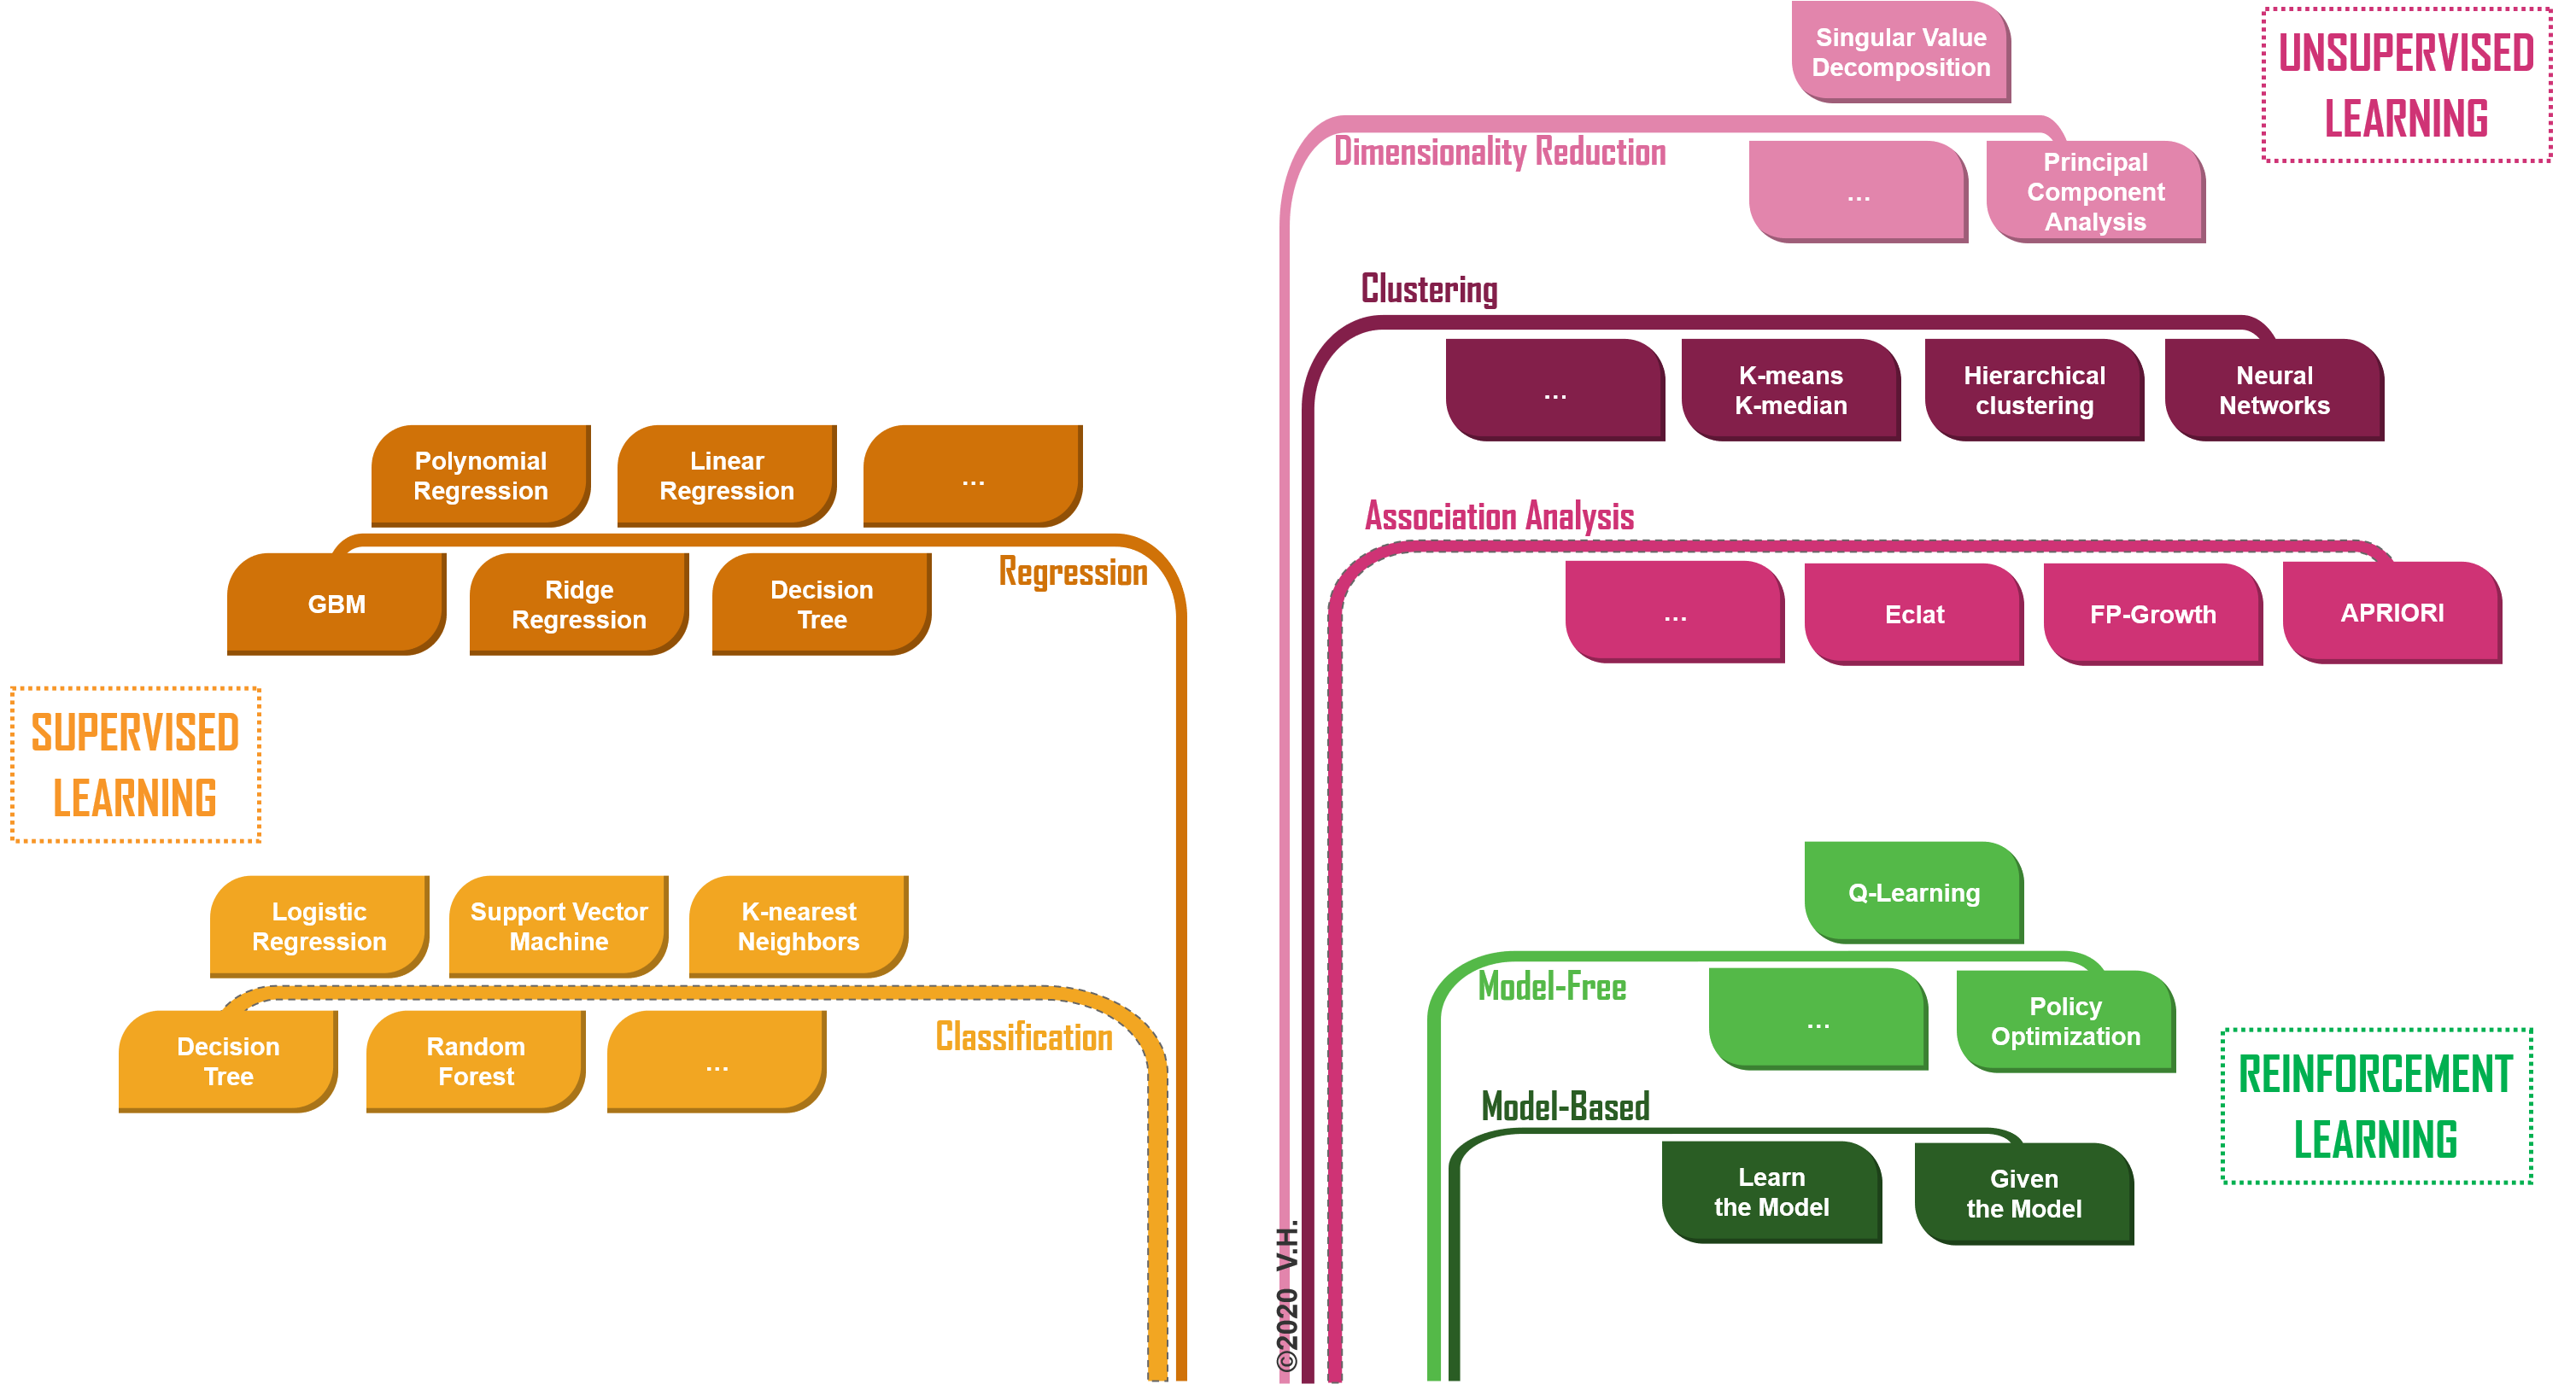 Singular Value
Decomposition
UNSUPERVISED
LEARNING
Dimensionality Reduction
...
Principal
Component
Analysis
Clustering
...
K-means
K-median
Hierarchical
clustering
Neural
Networks
Association Analysis
...
Eclat
FP-Growth
APRIORI
Polynomial
Regression
Linear
Regression
...
Regression
GBM
Ridge
Regression
Decision
Tree
SUPERVISED
LEARNING
Logistic
Regression
Support Vector
Machine
K-nearest
Neighbors
Classification
Decision
Tree
Random
Forest
...
Q-Learning
Model-Free
...
Policy
Optimization
REINFORCEMENT
LEARNING
Model-Based
Learn
the Model
Given
the Model
©2020 V.H.